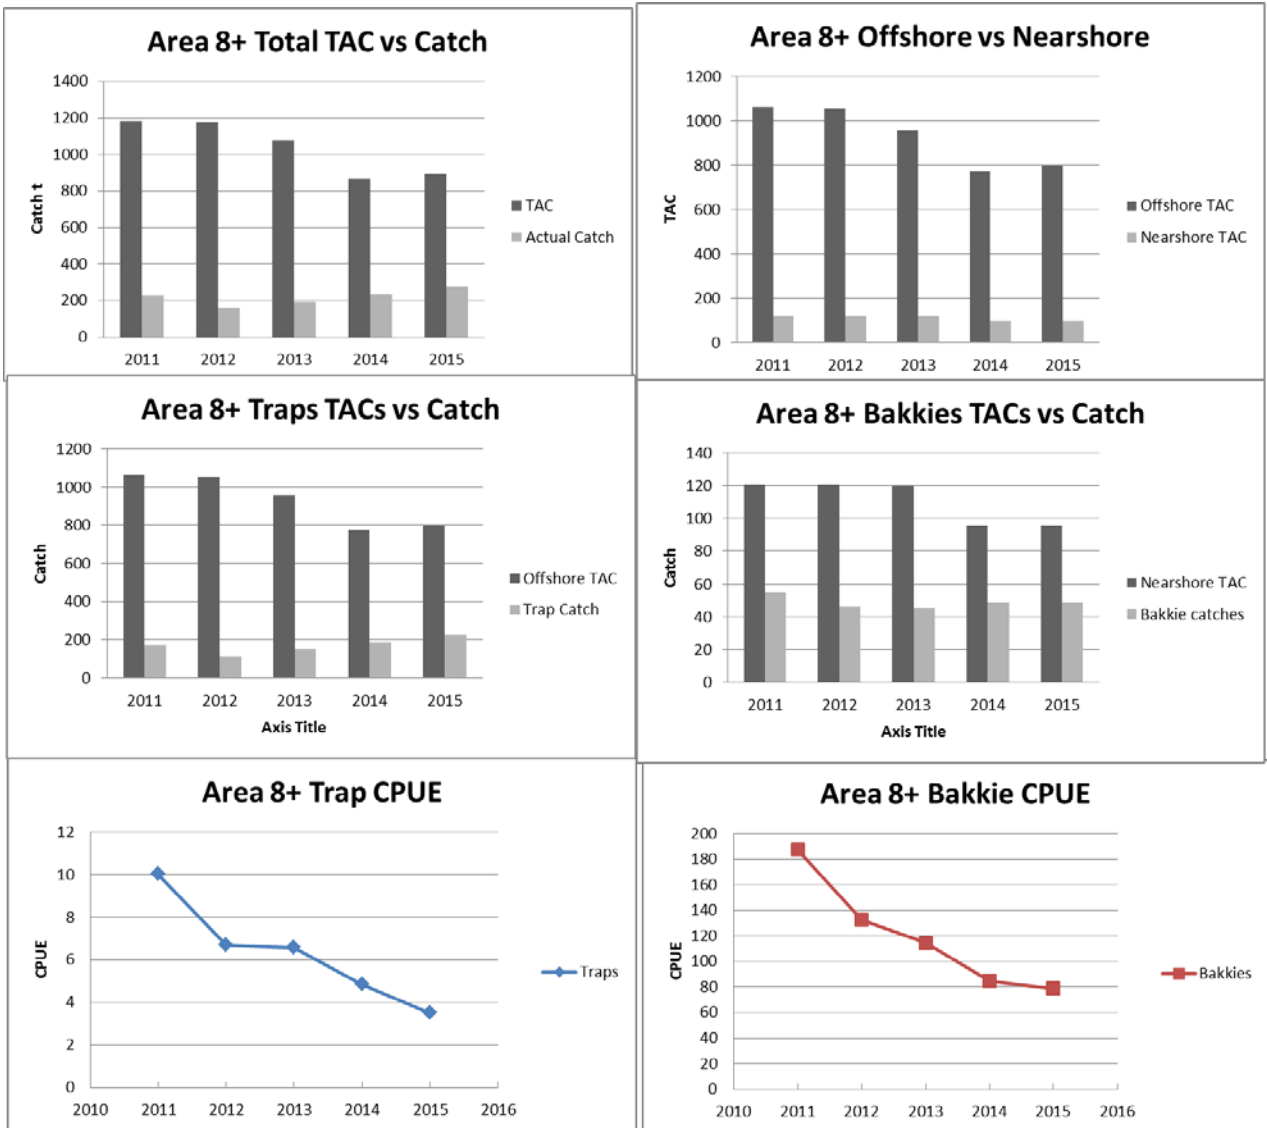 Area 8+ Total TAC vs Catch
1400
1200
1000
800
600
400
200
0
Catch t
2011 2012 2013 2014 2015
TAC
Actual Catch
Area 8+ Offshore vs Nearshore
1200
1000
800
600
400
200
0
TAC
2011 2012 2013 2014 2015
Offshore TAC
Nearshore TAC
Area 8+ Traps TACs vs Catch
1200
1000
800
600
400
200
0
Catch
2011 2012 2013 2014 2015
Axis Title
Offshore TAC
Trap Catch
Area 8+ Bakkies TACs vs Catch
140
120
100
80
60
40
20
0
Catch
2011 2012 2013 2014 2015
Axis Title
Nearshore TAC
Bakkie catches
Area 8+ Trap CPUE
12
10
8
6
4
2
0
CPUE
2010 2011 2012 2013 2014 2015 2016
Traps
Area 8+ Bakkie CPUE
200
180
160
140
120
100
80
60
40
20
0
CPUE
2010 2011 2012 2013 2014 2015 2016
Bakkies